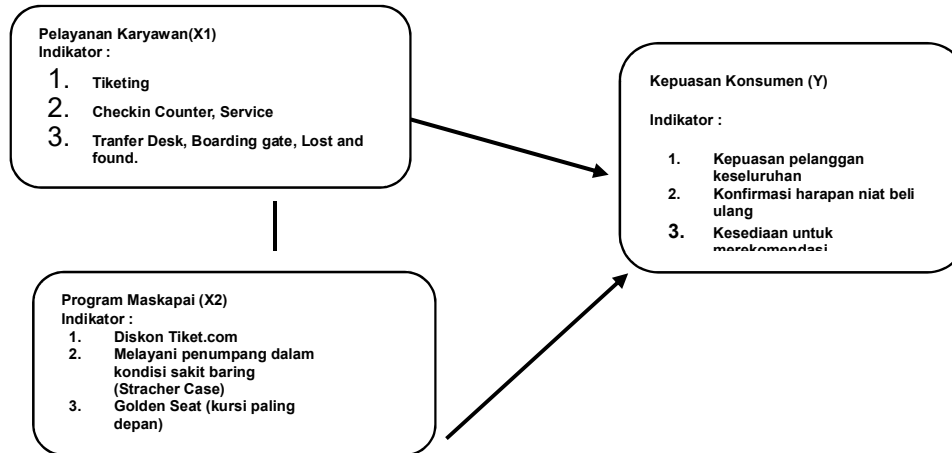 Pelayanan Karyawan(X1)
Indikator :
1. Tiketing
2. Checkin Counter, Service
3. Tranfer Desk, Boarding gate, Lost and
found.
Kepuasan Konsumen (Y)
Indikator :
1. Kepuasan pelanggan
keseluruhan
2. Konfirmasi harapan niat beli
ulang
3. Kesediaan untuk
merekomendasi
Program Maskapai (X2)
Indikator :
1. Diskon Tiket.com
2. Melayani penumpang dalam
kondisi sakit baring
(Stracher Case)
3. Golden Seat (kursi paling
depan)